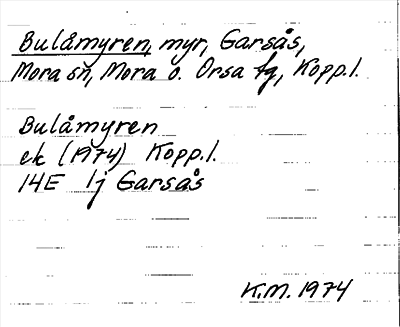 Bulåmyren, myr, Garsås,
Mora sn, Mora o. Orsa tg, Kopp.l.
Bulåmyren
ek (1974) Kopp.l.
14E 1j Garsås
K.M. 1974